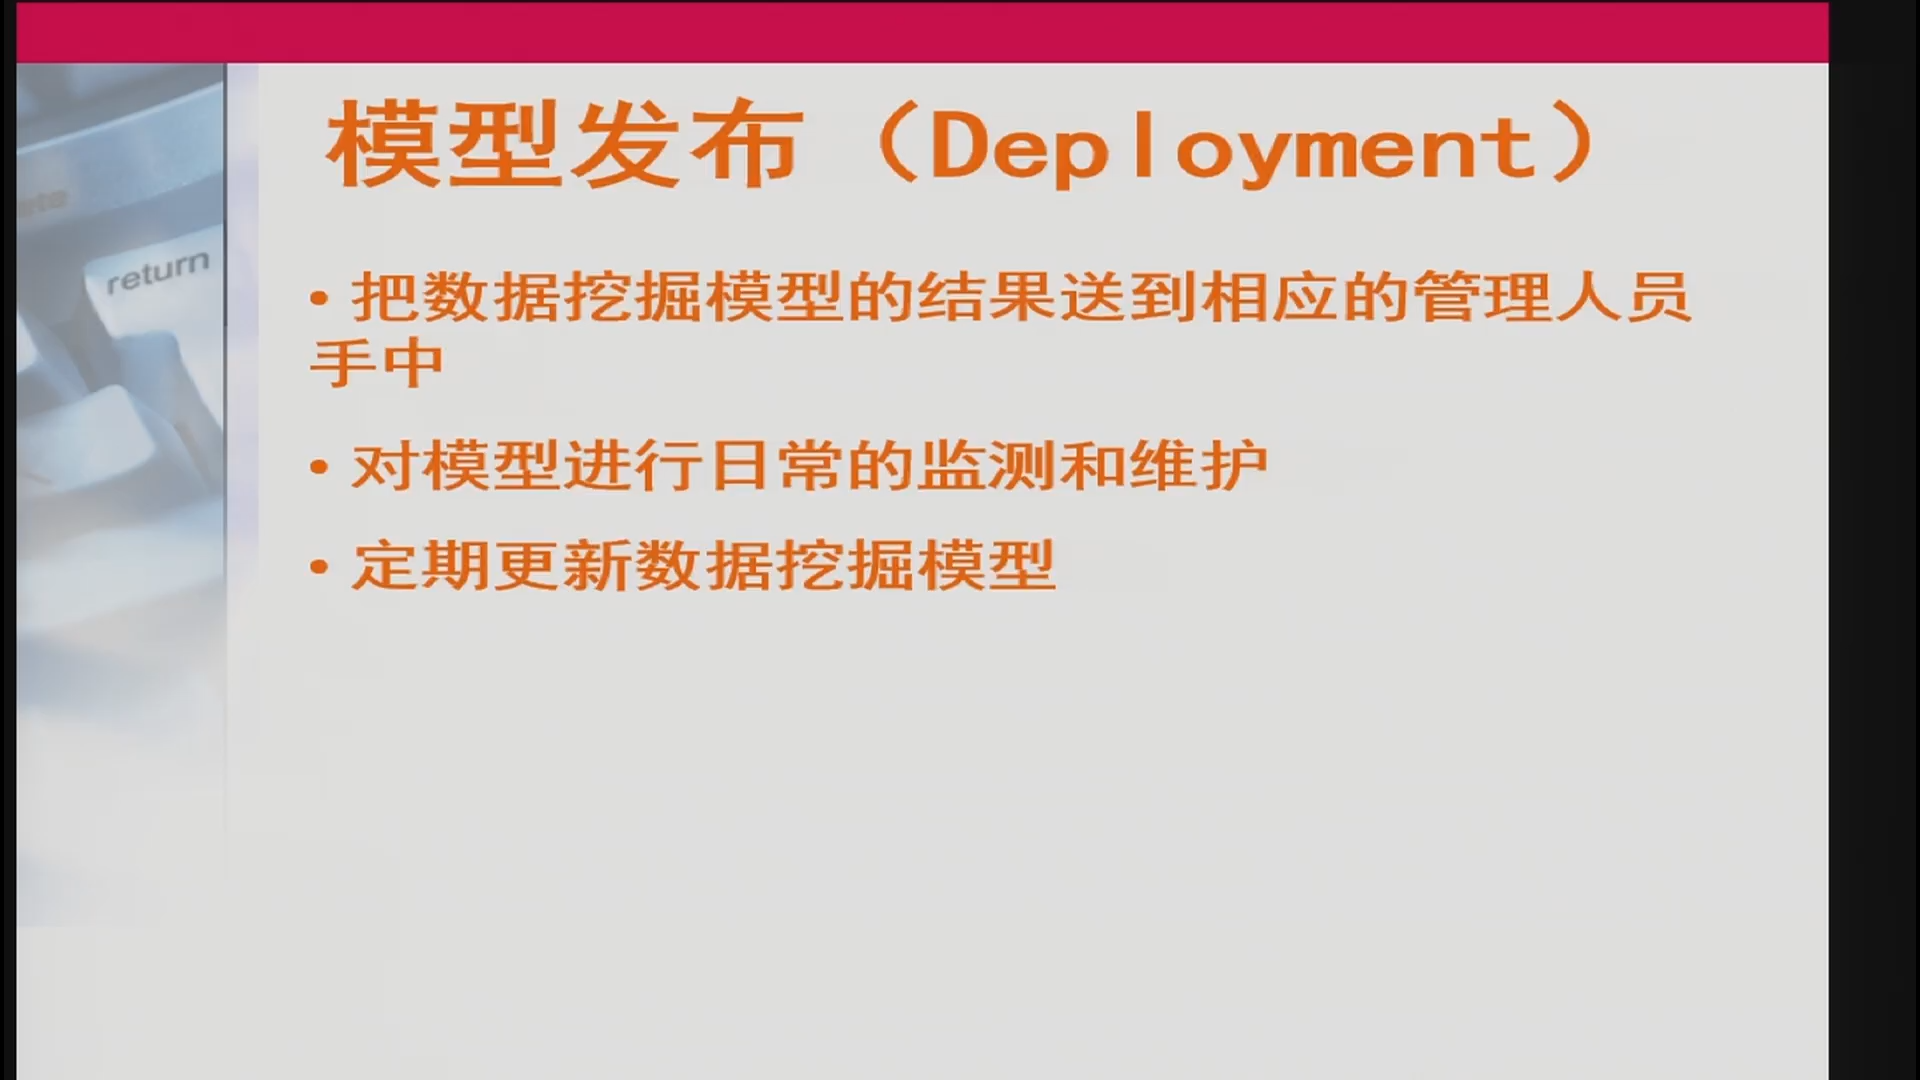 模型发布（Deployment）
return
• 把数据挖掘模型的结果送到相应的管理人员
手中
• 对模型进行日常的监测和维护
• 定期更新数据挖掘模型